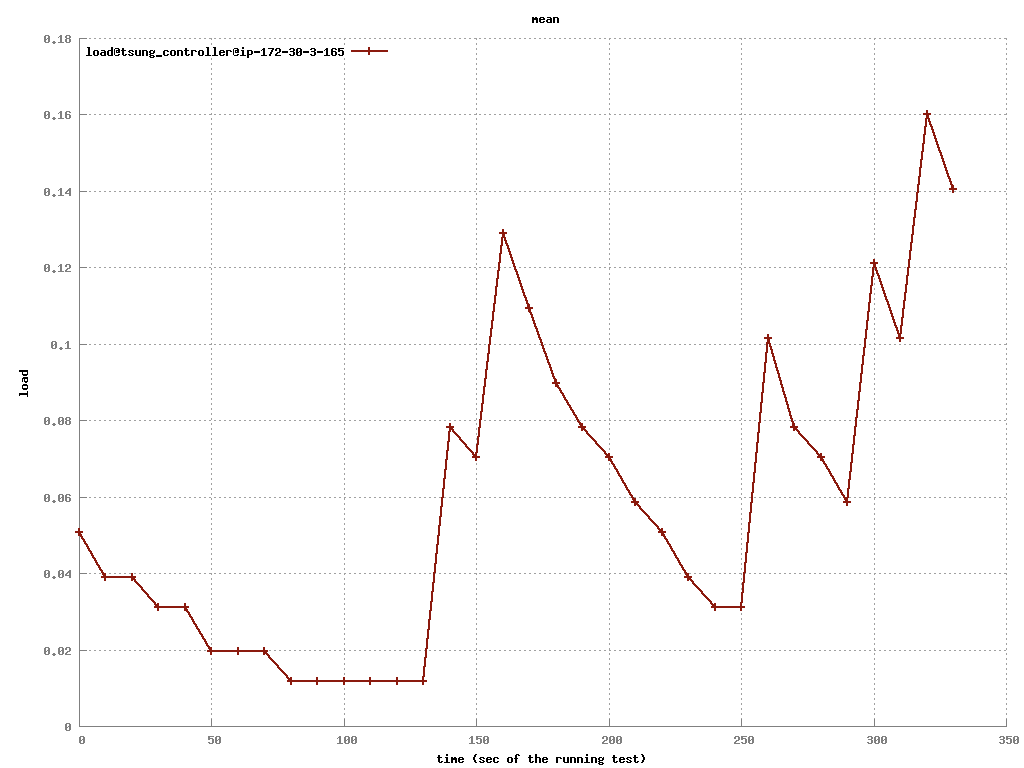 mean
0.18
load@tsung_controller@ip-172-30-3-165
0.16
0.14
0.12
0.1
load
0.08
0.06
0.04
0.02
0
0 50 100 150 200 250 300 350
time (sec of the running test)